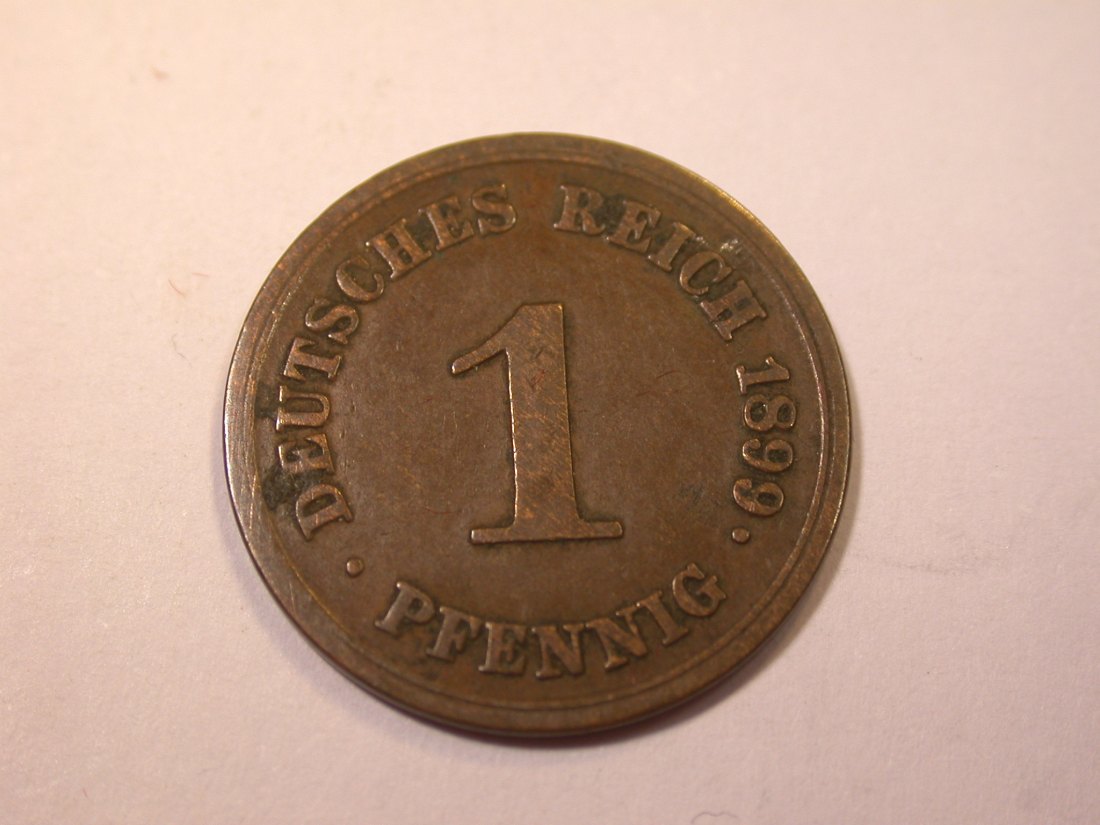 DEUTSCHES REICH 1899.
1
· PFENNIG